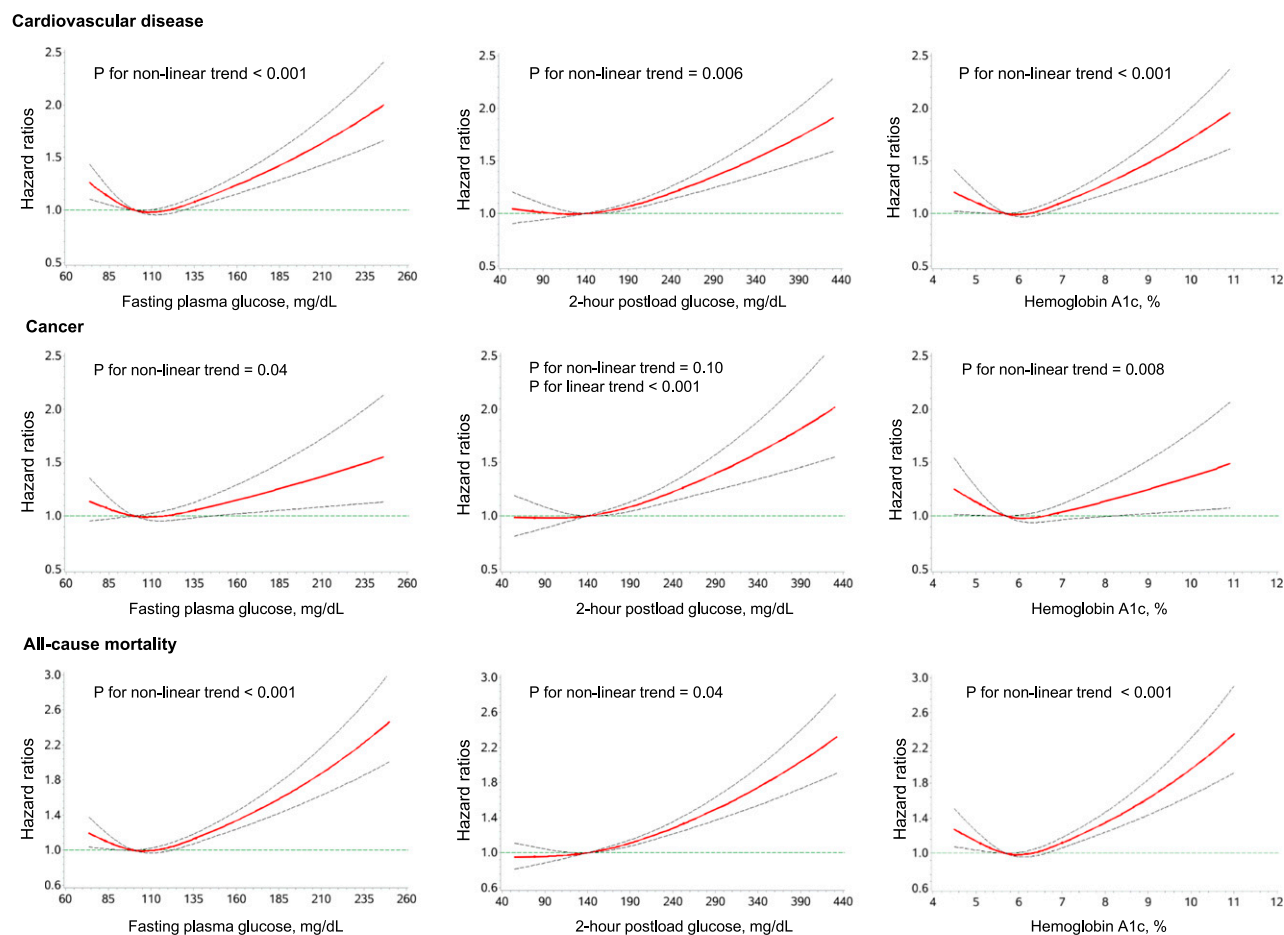 Cardiovascular disease
P for non-linear trend < 0.001
P for non-linear trend = 0.006
P for non-linear trend < 0.001
Hazard ratios
2.5
2.0
1.5
1.0
0.5
60 85 110 135 160 185 210 235 260
Fasting plasma glucose, mg/dL
Hazard ratios
2.5
2.0
1.5
1.0
0.5
40 90 140 190 240 290 340 390 440
2-hour postload glucose, mg/dL
Hazard ratios
2.5
2.0
1.5
1.0
0.5
4 5 6 7 8 9 10 11 12
Hemoglobin A1c, %
Cancer
P for non-linear trend = 0.04
P for non-linear trend = 0.10
P for linear trend < 0.001
P for non-linear trend = 0.008
Hazard ratios
2.5
2.0
1.5
1.0
0.5
60 85 110 135 160 185 210 235 260
Fasting plasma glucose, mg/dL
Hazard ratios
2.5
2.0
1.5
1.0
0.5
40 90 140 190 240 290 340 390 440
2-hour postload glucose, mg/dL
Hazard ratios
2.5
2.0
1.5
1.0
0.5
4 5 6 7 8 9 10 11 12
Hemoglobin A1c, %
All-cause mortality
P for non-linear trend < 0.001
P for non-linear trend = 0.04
P for non-linear trend < 0.001
Hazard ratios
3.0
2.6
2.2
1.8
1.4
1.0
0.6
60 85 110 135 160 185 210 235 260
Fasting plasma glucose, mg/dL
Hazard ratios
3.0
2.6
2.2
1.8
1.4
1.0
0.6
40 90 140 190 240 290 340 390 440
2-hour postload glucose, mg/dL
Hazard ratios
3.0
2.6
2.2
1.8
1.4
1.0
0.6
4 5 6 7 8 9 10 11 12
Hemoglobin A1c, %